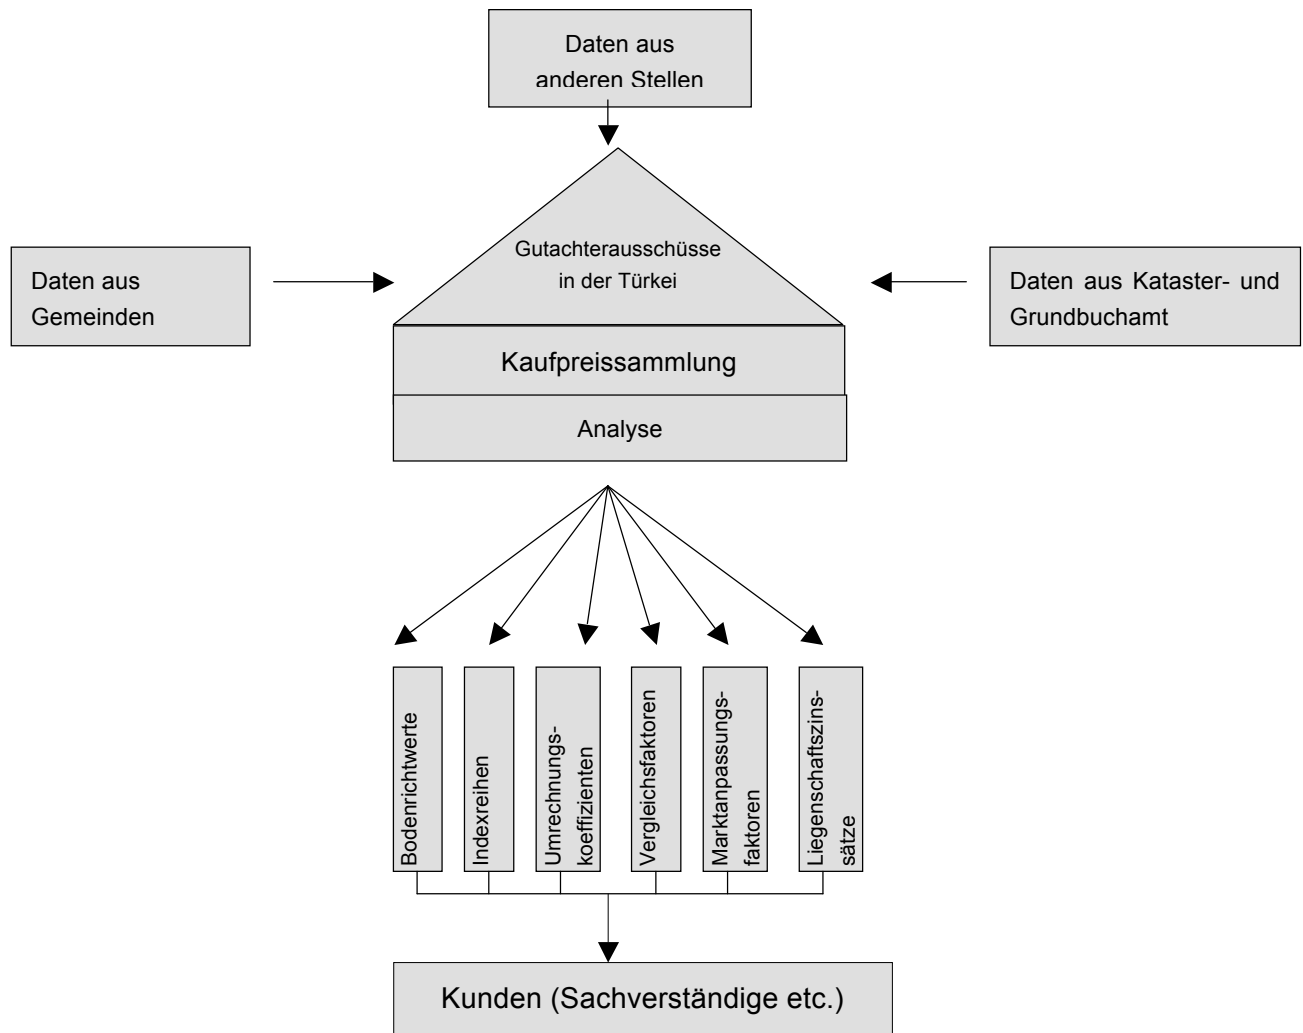 Daten aus
anderen Stellen
Gutachterausschüsse
in der Türkei
Daten aus
Gemeinden
Daten aus Kataster- und
Grundbuchamt
Kaufpreissammlung
Analyse
Bodenrichtwerte
Indexreihen
Umrechnungs-
koeffizienten
Vergleichsfaktoren
Marktanpassungs-
faktoren
Liegenschaftszins-
sätze
Kunden (Sachverständige etc.)